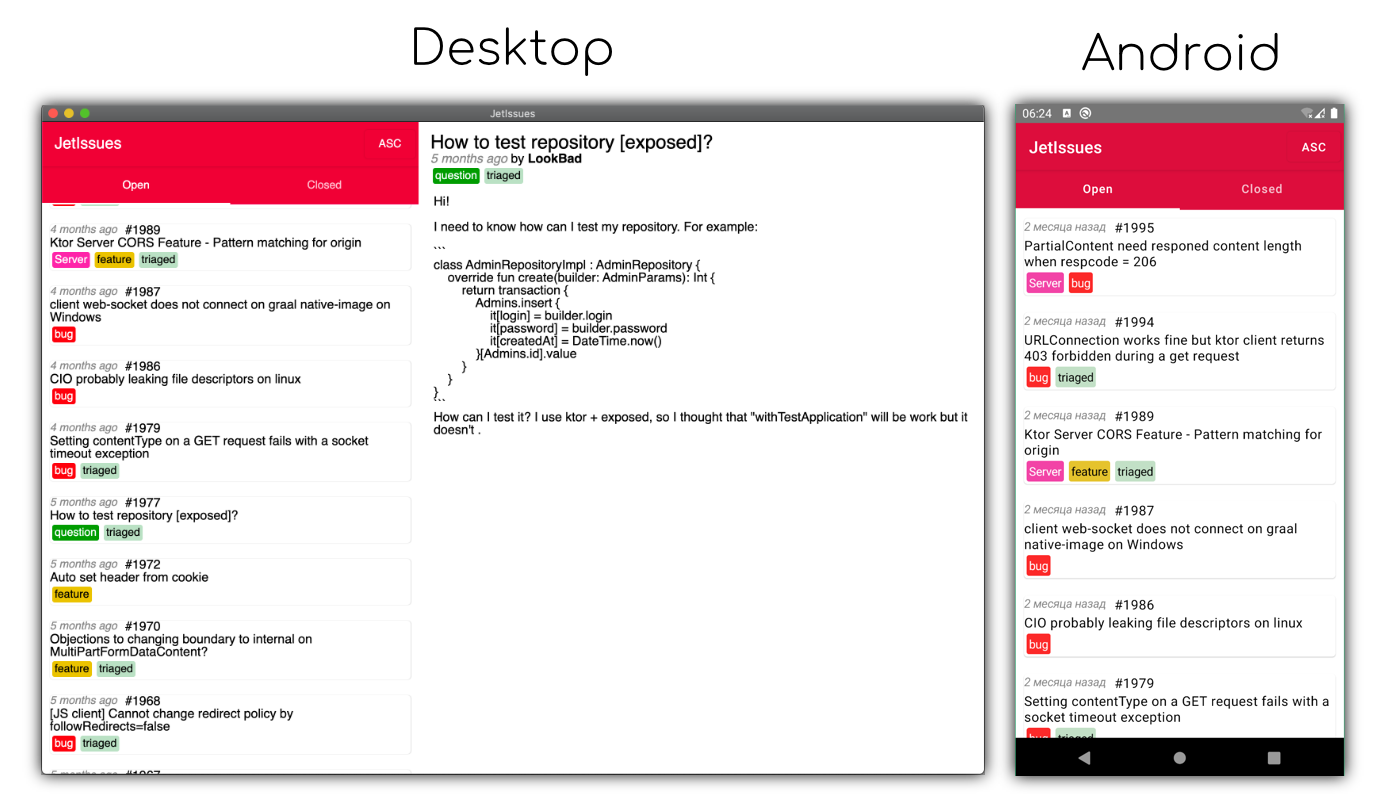 Desktop
Android
JetIssues
JetIssues
ASC
Open
Closed
4 months ago #1989
Ktor Server CORS Feature - Pattern matching for origin
Server feature triaged
4 months ago #1987
client web-socket does not connect on graal native-image on
Windows
bug
4 months ago #1986
CIO probably leaking file descriptors on linux
bug
4 months ago #1979
Setting contentType on a GET request fails with a socket
timeout exception
bug triaged
5 months ago #1977
How to test repository [exposed]?
question triaged
5 months ago #1972
Auto set header from cookie
feature
5 months ago #1970
Objections to changing boundary to internal on
MultiPartFormDataContent?
feature triaged
5 months ago #1968
[JS client] Cannot change redirect policy by
followRedirects=false
bug triaged
5 months ago #1967
How to test repository [exposed]?
5 months ago by LookBad
question triaged
Hi!
I need to know how can I test my repository. For example:
```
class AdminRepositoryImpl : AdminRepository {
override fun create(builder: AdminParams): Int {
return transaction {
Admins.insert {
it[login] = builder.login
it[password] = builder.password
it[createdAt] = DateTime.now()
}[Admins.id].value
}
}
}
```
How can I test it? I use ktor + exposed, so I thought that "withTestApplication" will be work but it
doesn't .
06:24
JetIssues
ASC
Open
Closed
2 месяца назад #1995
PartialContent need responed content length
when respcode = 206
Server bug
2 месяца назад #1994
URLConnection works fine but ktor client returns
403 forbidden during a get request
bug triaged
2 месяца назад #1989
Ktor Server CORS Feature - Pattern matching for
origin
Server feature triaged
2 месяца назад #1987
client web-socket does not connect on graal
native-image on Windows
bug
2 месяца назад #1986
CIO probably leaking file descriptors on linux
bug
2 месяца назад #1979
Setting contentType on a GET request fails with a
socket timeout exception
bug triaged